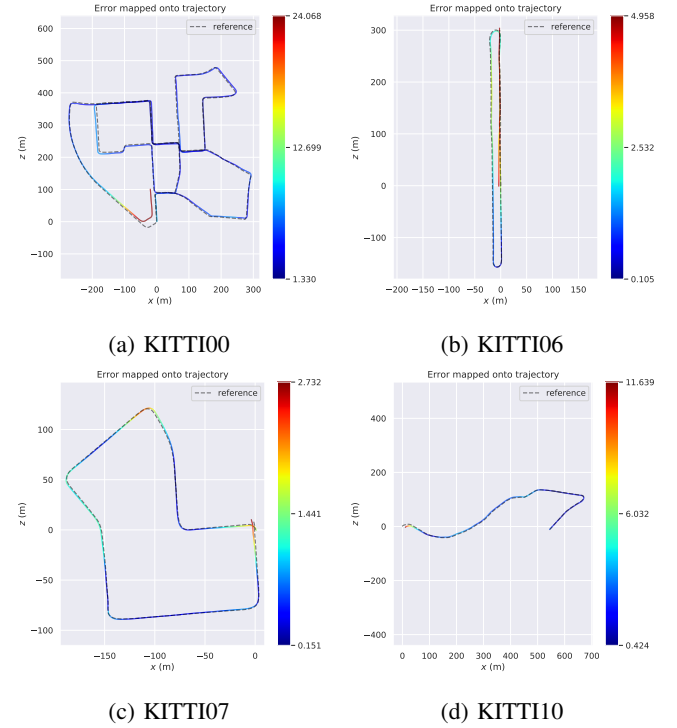 Error mapped onto trajectory
reference
600
500
400
300
200
100
0
−100
z (m)
−200 −100 0 100 200 300
x (m)
24.068
12.699
1.330
(a) KITTI00
Error mapped onto trajectory
reference
300
200
100
0
−100
z (m)
−200 −150 −100 −50 0 50 100 150
x (m)
4.958
2.532
0.105
(b) KITTI06
Error mapped onto trajectory
reference
100
50
0
−50
−100
z (m)
−150 −100 −50 0
x (m)
2.732
1.441
0.151
(c) KITTI07
Error mapped onto trajectory
reference
400
200
0
−200
−400
z (m)
0 100 200 300 400 500 600 700
x (m)
11.639
6.032
0.424
(d) KITTI10